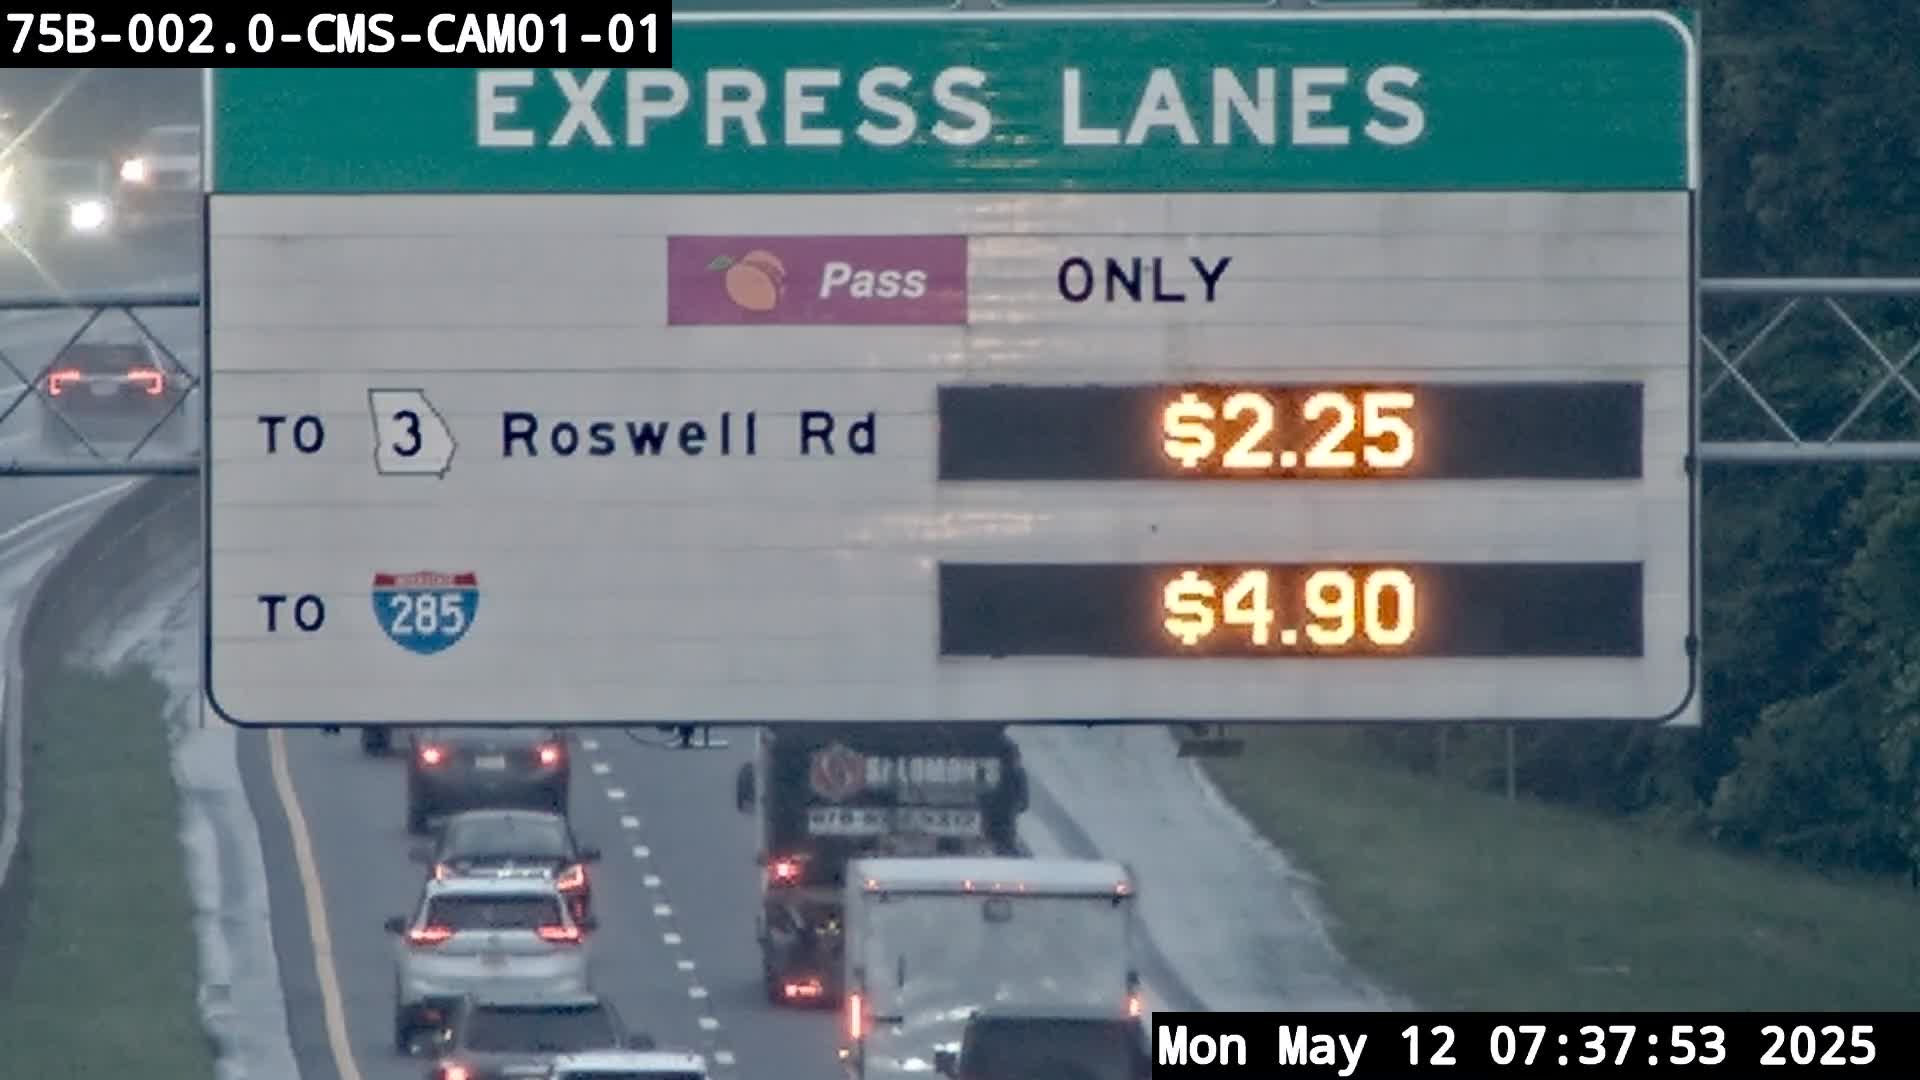 75B-002.0-CMS-CAM01-01
EXPRESS LANES
Pass ONLY
TO 3 Roswell Rd $2.25
TO 285 $4.90
Mon May 12 07:37:53 2025